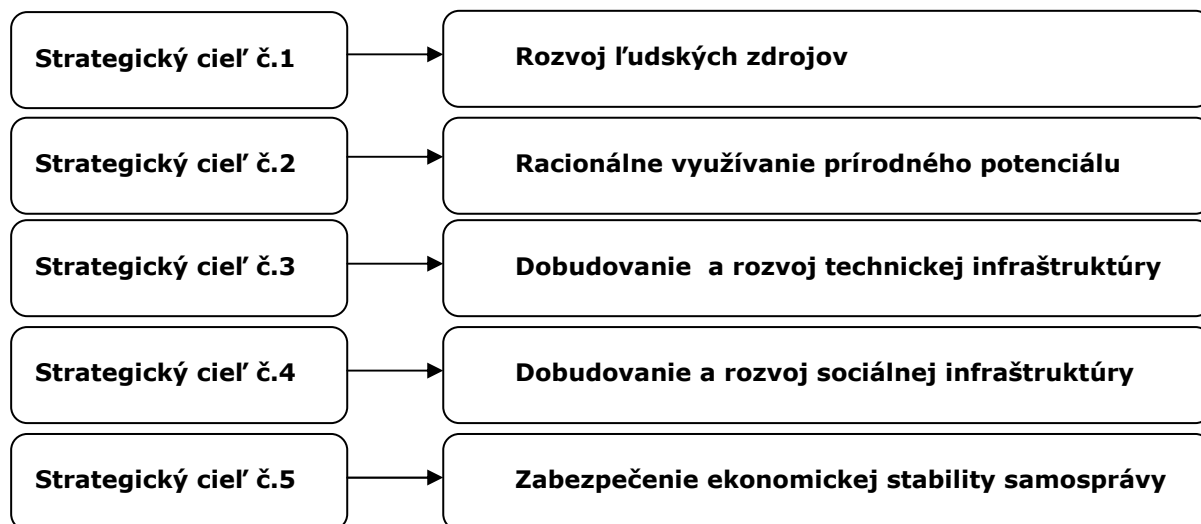 Strategický cieľ č.1
Rozvoj ľudských zdrojov
Strategický cieľ č.2
Racionálne využívanie prírodného potenciálu
Strategický cieľ č.3
Dobudovanie  a rozvoj technickej infraštruktúry
Strategický cieľ č.4
Dobudovanie a rozvoj sociálnej infraštruktúry
Strategický cieľ č.5
Zabezpečenie ekonomickej stability samosprávy